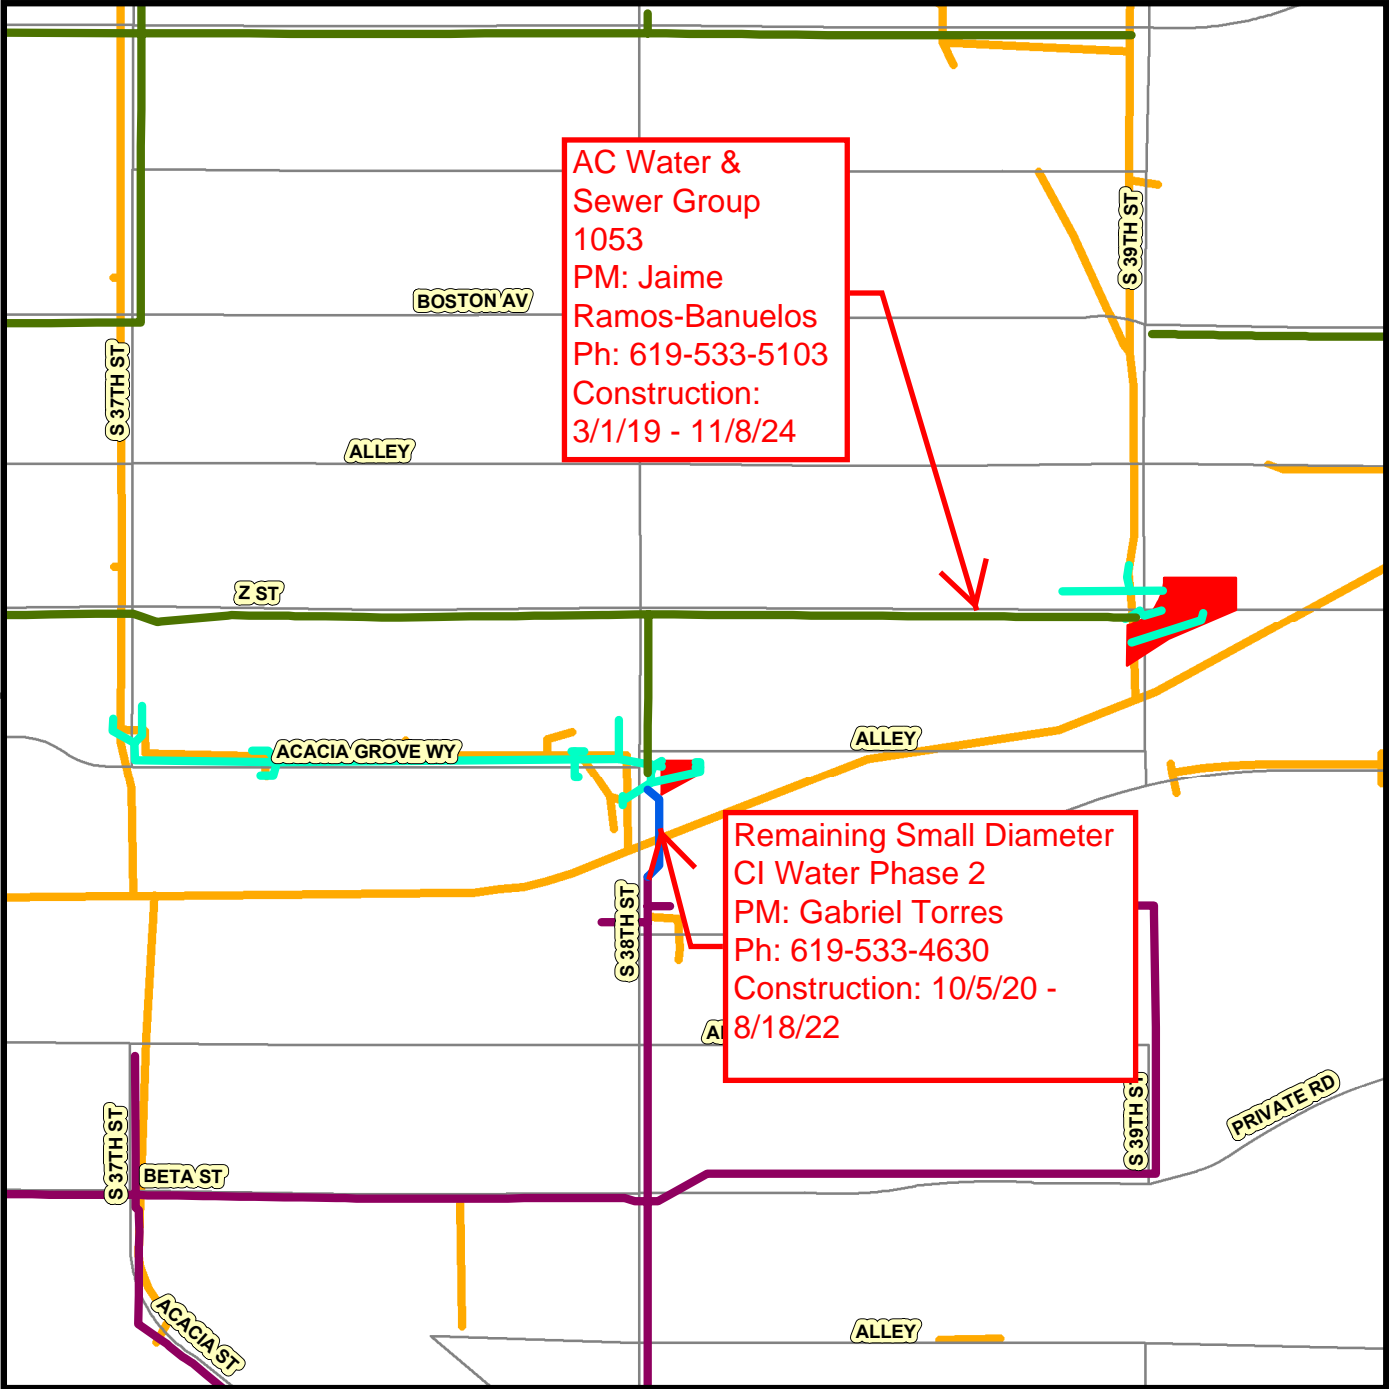 AC Water &
Sewer Group
1053
PM: Jaime
Ramos-Banuelos
Ph: 619-533-5103
Construction:
3/1/19 - 11/8/24
S 39TH ST
BOSTON AV
S 37TH ST
ALLEY
Z ST
ACACIA GROVE WY
ALLEY
Remaining Small Diameter
CI Water Phase 2
PM: Gabriel Torres
Ph: 619-533-4630
Construction: 10/5/20 -
8/18/22
S 38TH ST
S 39TH ST
PRIVATE RD
S 37TH ST
BETA ST
ACACIA ST
ALLEY